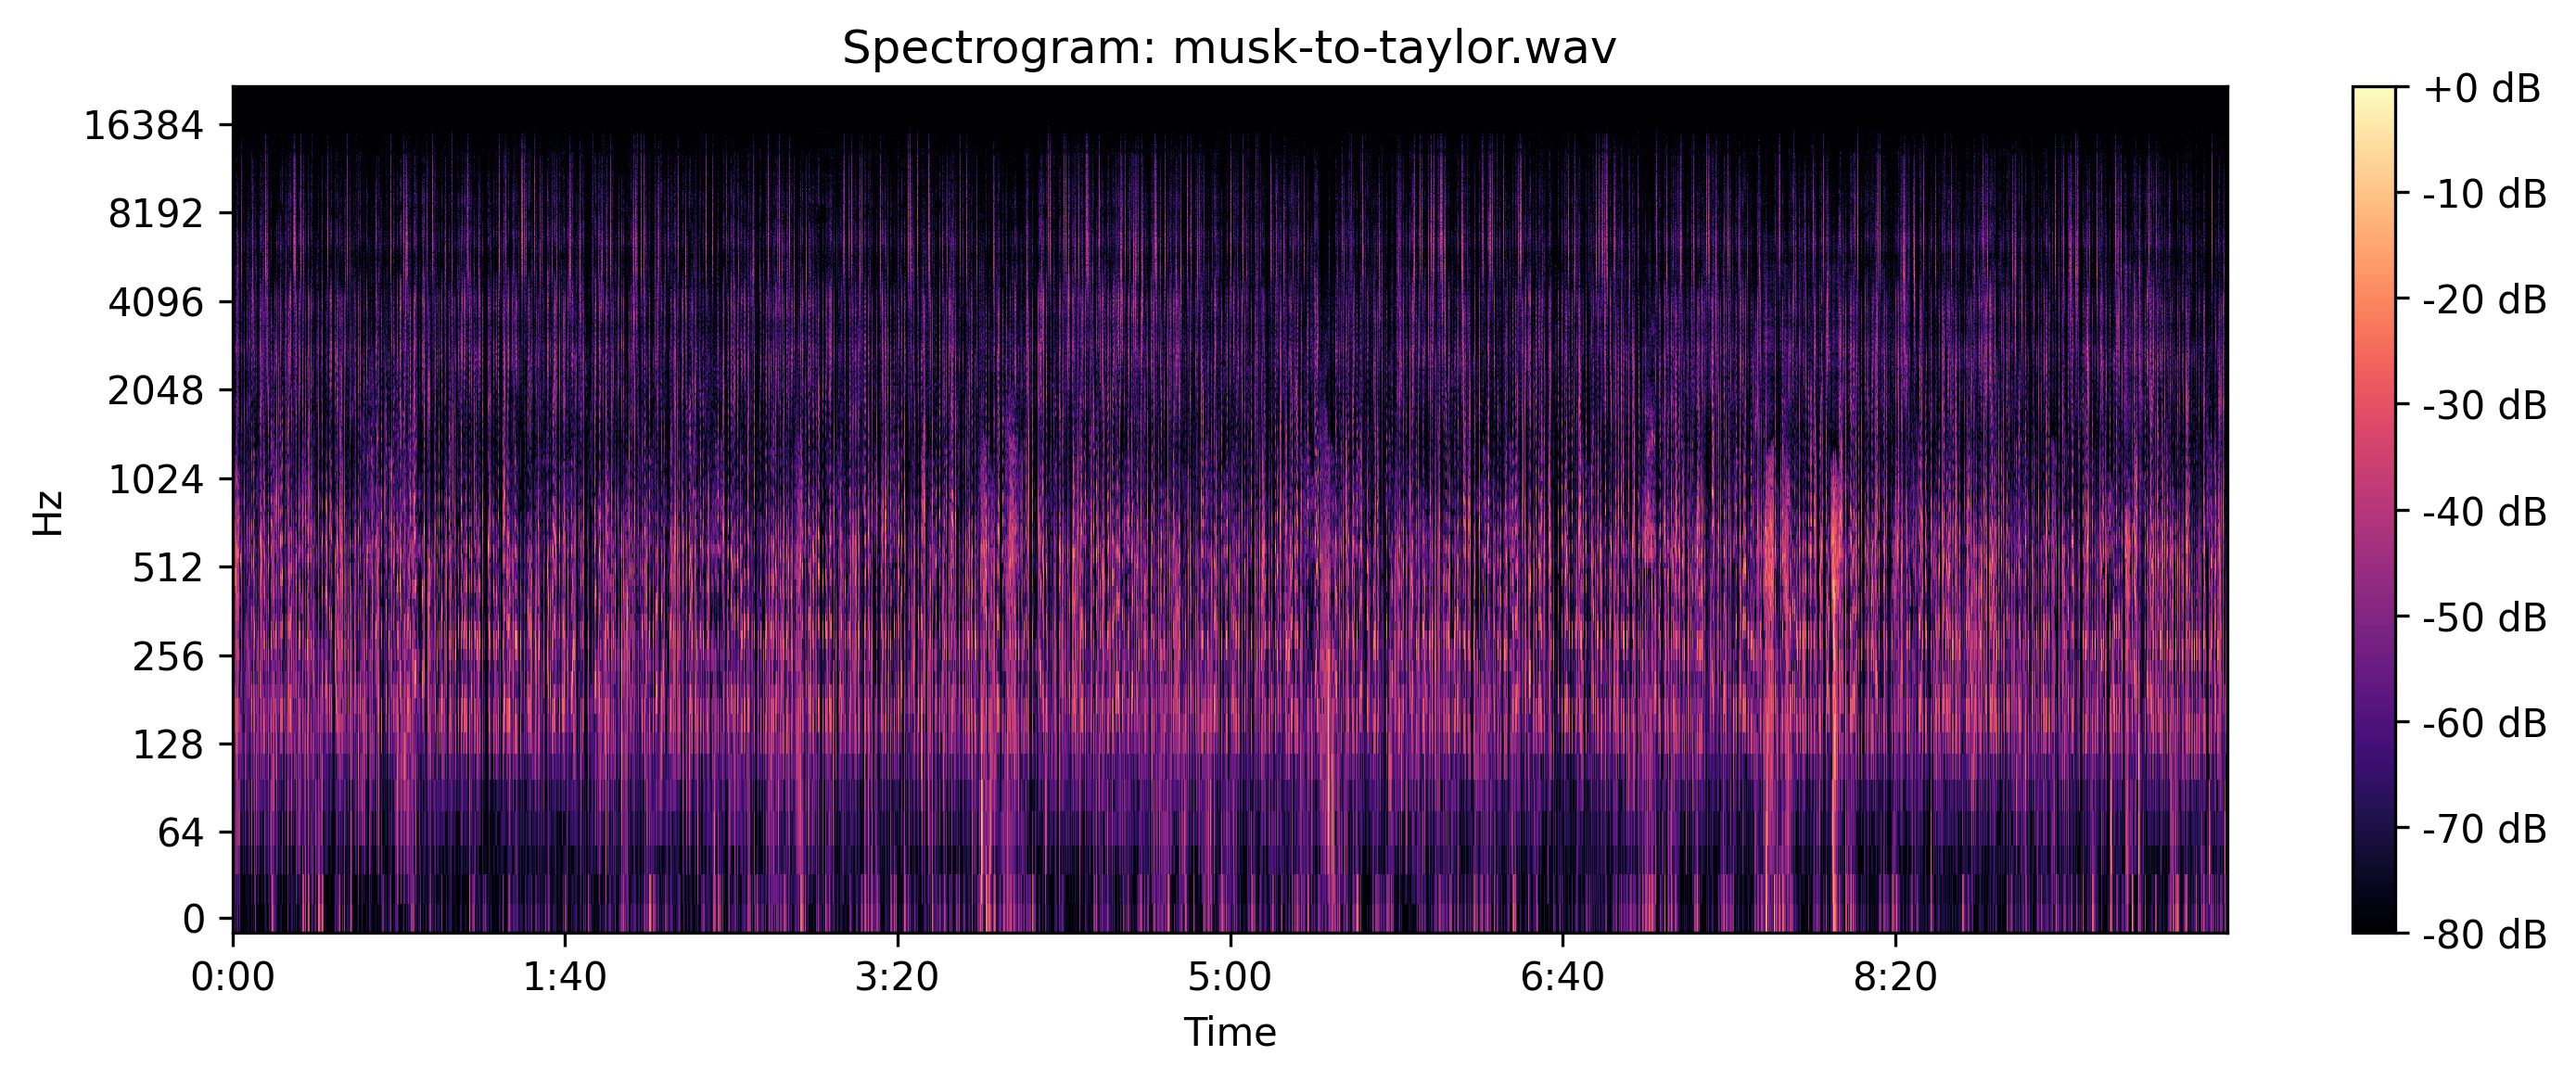 Spectrogram: musk-to-taylor.wav
16384
8192
4096
2048
1024
512
256
128
64
0
Hz
0:00
1:40
3:20
5:00
6:40
8:20
Time
+0 dB
-10 dB
-20 dB
-30 dB
-40 dB
-50 dB
-60 dB
-70 dB
-80 dB